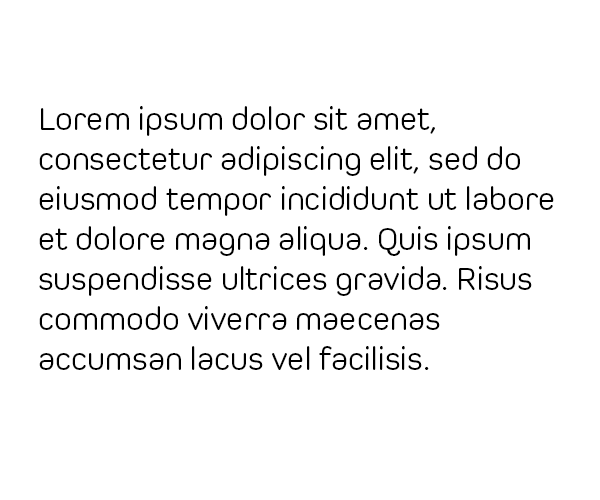 Lorem ipsum dolor sit amet,
consectetur adipiscing elit, sed do
eiusmod tempor incididunt ut labore
et dolore magna aliqua. Quis ipsum
suspendisse ultrices gravida. Risus
commodo viverra maecenas
accumsan lacus vel facilisis.